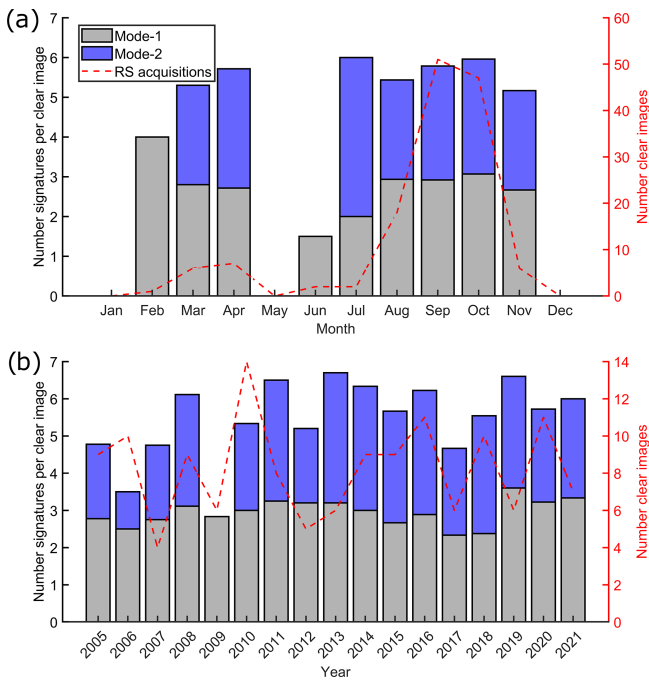 (a)
Number signatures per clear image
7
6
5
4
3
2
1
0
Mode-1
Mode-2
RS acquisitions
60
50
40
30
20
10
0
Number clear images
Jan Feb Mar Apr May Jun Jul Aug Sep Oct Nov Dec
Month
(b)
Number signatures per clear image
7
6
5
4
3
2
1
0
14
12
10
8
6
4
2
0
Number clear images
2005 2006 2007 2008 2009 2010 2011 2012 2013 2014 2015 2016 2017 2018 2019 2020 2021
Year